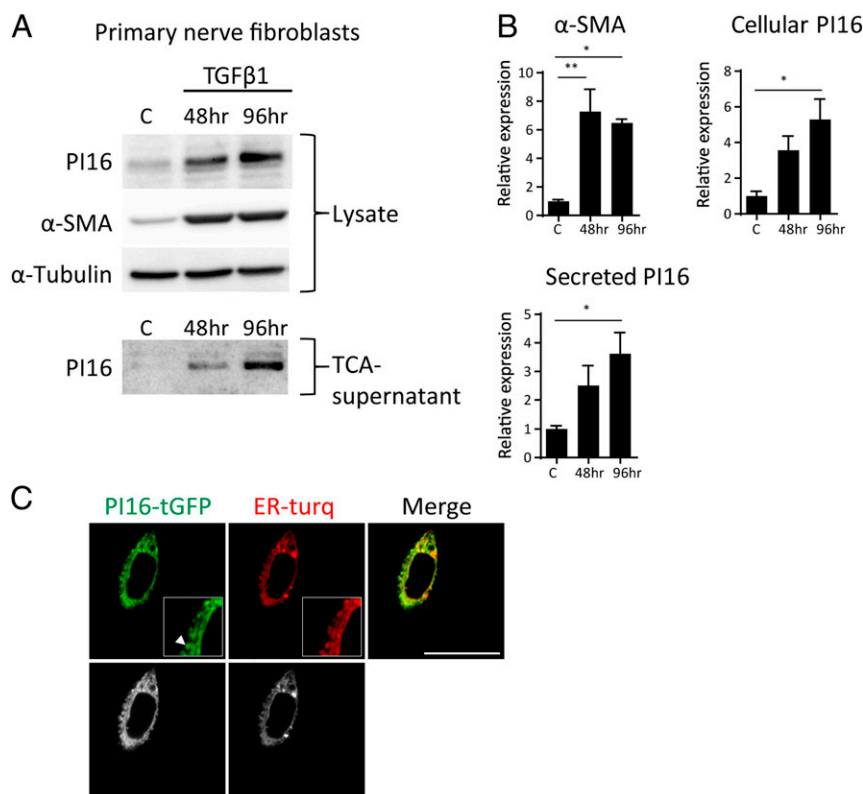 A
Primary nerve fibroblasts
TGFβ1
C 48hr 96hr
PI16
α-SMA
α-Tubulin
Lysate
C 48hr 96hr
PI16
TCA-
supernatant
B
α-SMA
Relative expression
10
8
6
4
2
0
** *
C 48hr 96hr
Cellular PI16
Relative expression
8
6
4
2
0
*
C 48hr 96hr
Secreted PI16
Relative expression
5
4
3
2
1
0
*
C 48hr 96hr
C
PI16-tGFP ER-turq Merge